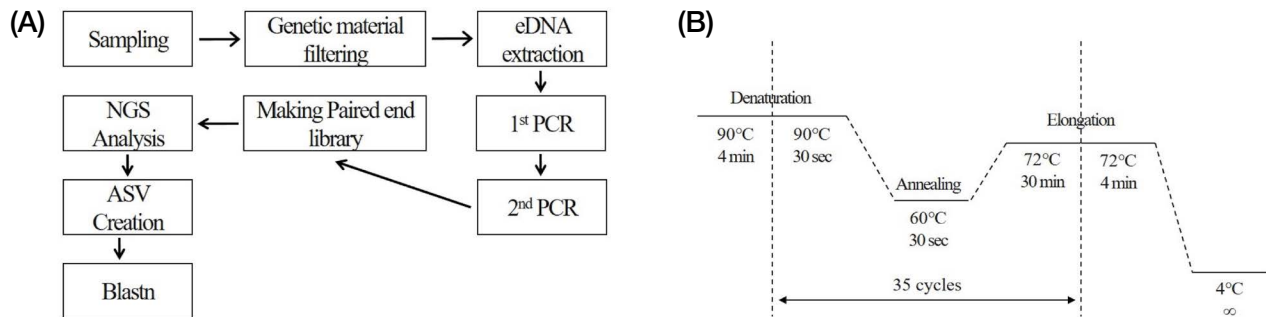 (A)
Sampling
Genetic material
filtering
eDNA
extraction
NGS
Analysis
Making Paired end
library
1st PCR
ASV
Creation
2nd PCR
Blastn
(B)
Denaturation
90°C
4 min
90°C
30 sec
Annealing
60°C
30 sec
Elongation
72°C
30 min
72°C
4 min
35 cycles
4°C
∞